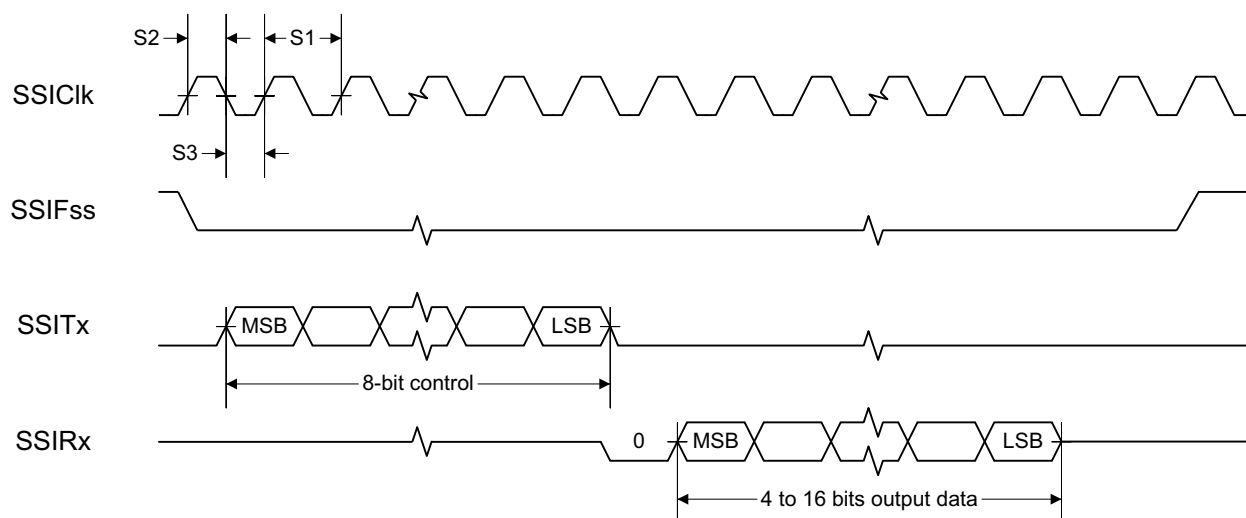 S2
S1
SSIClk
S3
SSIFss
SSITx
MSB
LSB
8-bit control
SSIRx
0
MSB
LSB
4 to 16 bits output data